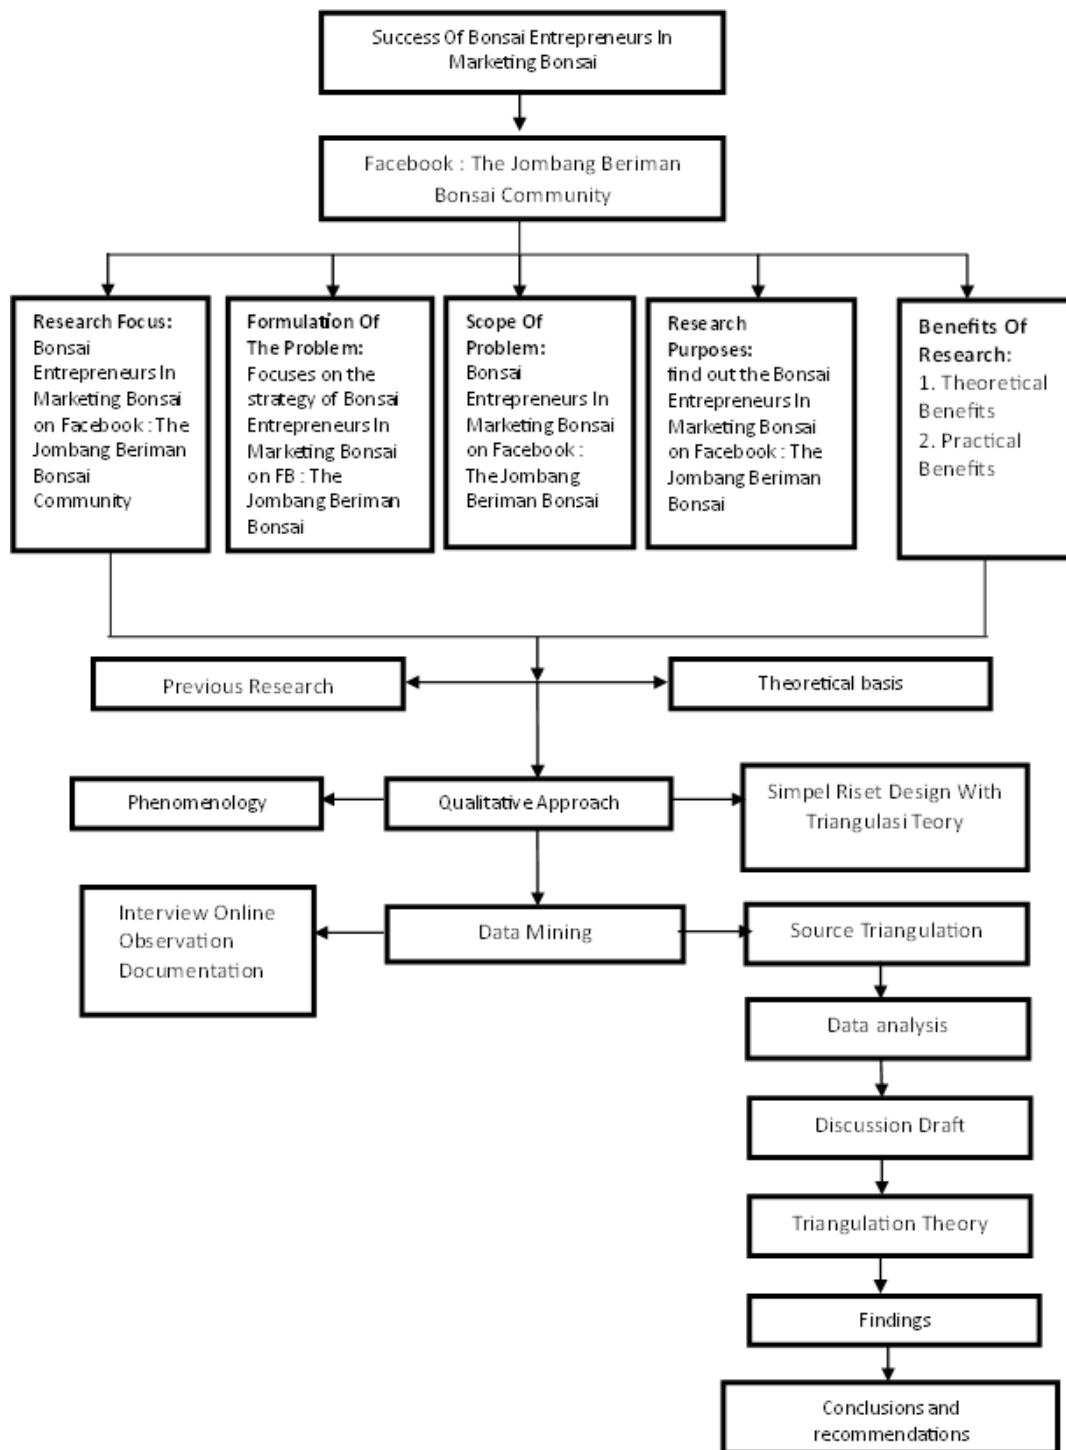 Success Of Bonsai Entrepreneurs In
Marketing Bonsai
Facebook : The Jombang Beriman
Bonsai Community
Research Focus:
Bonsai
Entrepreneurs In
Marketing Bonsai
on Facebook : The
Jombang Beriman
Bonsai
Community
Formulation Of
The Problem:
Focuses on the
strategy of Bonsai
Entrepreneurs In
Marketing Bonsai
on FB : The
Jombang Beriman
Bonsai
Scope Of
Problem:
Bonsai
Entrepreneurs In
Marketing Bonsai
on Facebook :
The Jombang
Beriman Bonsai
Research
Purposes:
find out the Bonsai
Entrepreneurs In
Marketing Bonsai
on Facebook : The
Jombang Beriman
Bonsai
Benefits Of
Research:
1. Theoretical
Benefits
2. Practical
Benefits
Previous Research
Theoretical basis
Phenomenology
Qualitative Approach
Simpel Riset Design With
Triangulasi Teory
Interview Online
Observation
Documentation
Data Mining
Source Triangulation
Data analysis
Discussion Draft
Triangulation Theory
Findings
Conclusions and
recommendations